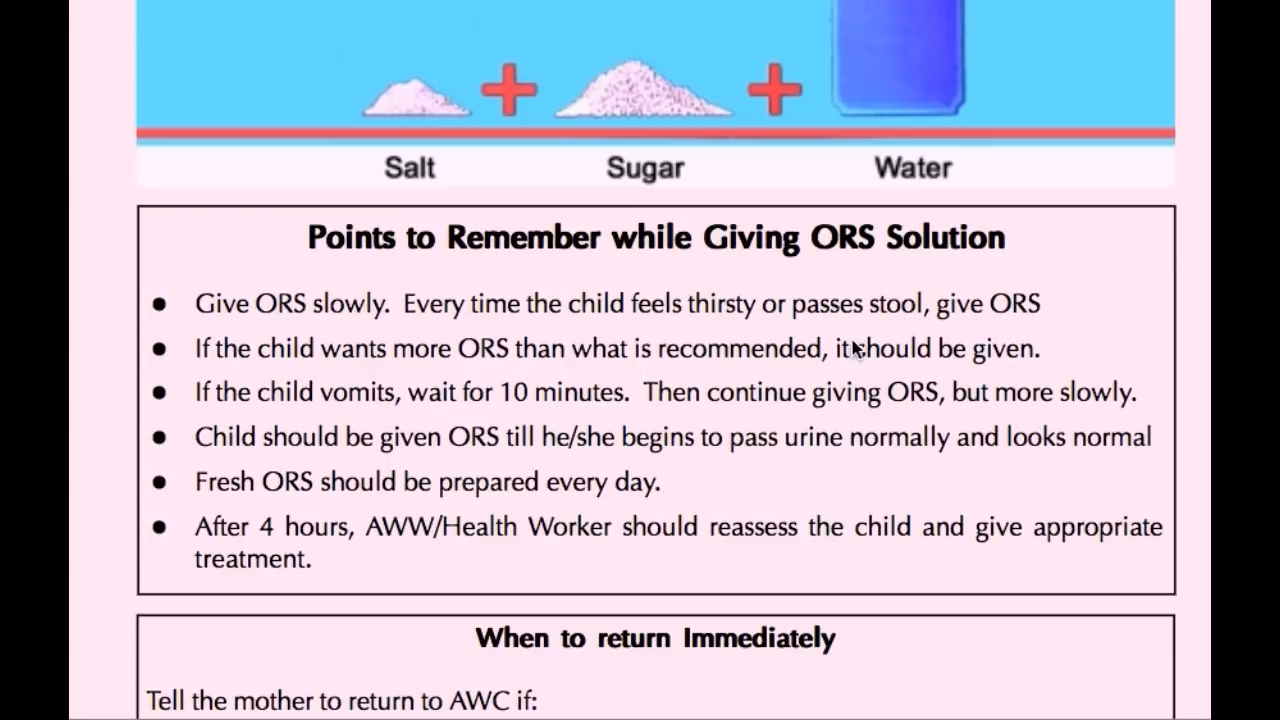 Salt Sugar Water
Points to Remember while Giving ORS Solution
● Give ORS slowly. Every time the child feels thirsty or passes stool, give ORS
● If the child wants more ORS than what is recommended, it should be given.
● If the child vomits, wait for 10 minutes. Then continue giving ORS, but more slowly.
● Child should be given ORS till he/she begins to pass urine normally and looks normal
● Fresh ORS should be prepared every day.
● After 4 hours, AWW/Health Worker should reassess the child and give appropriate
treatment.
When to return Immediately
Tell the mother to return to AWC if: